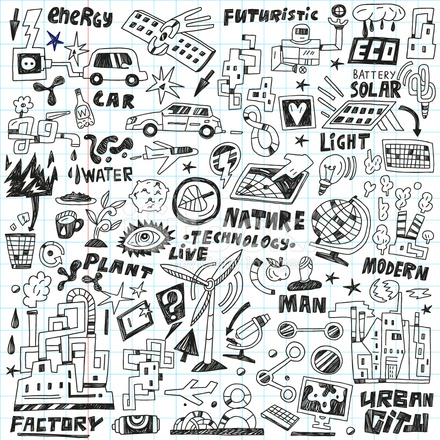 energy
FUTURISTIC
ECO
BATTERY
SOLAR
CAR
W
LIGHT
WATER
NATURE
TECHNOLOGY
LIVE
PLANT
MODERN
MAN
?
URBAN
CITY
FACTORY